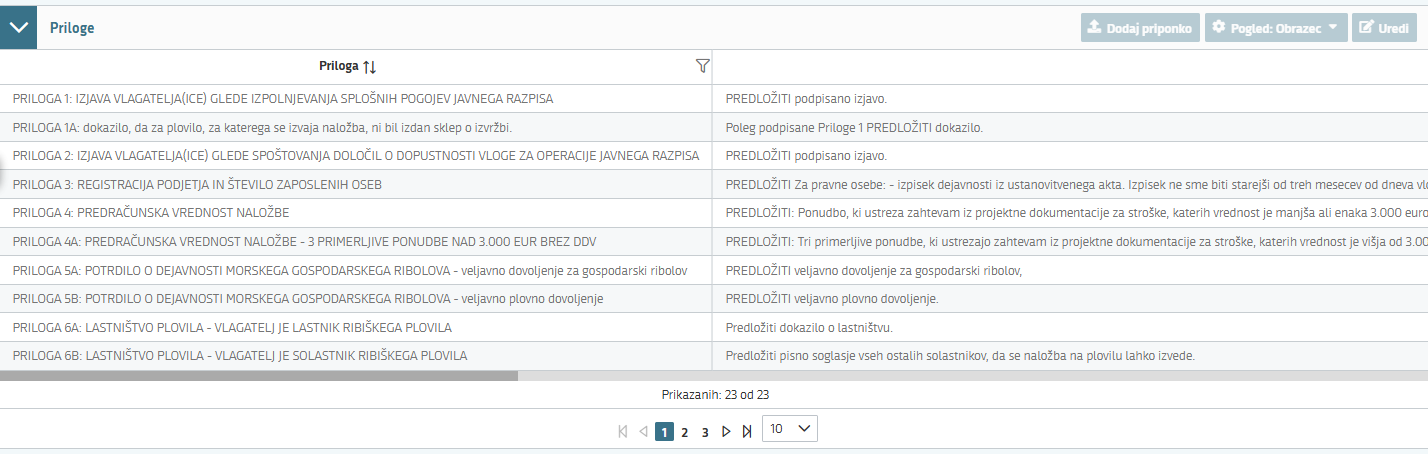 Priloge
Dodaj priponko
Pogled: Obrazec
Uredi
Priloga
PRILOGA 1: IZJAVA VLAGATELJA(ICE) GLEDE IZPOLNJEVANJA SPLOŠNIH POGOJEV JAVNEGA RAZPISA
PREDLOŽITI podpisano izjavo.
PRILOGA 1A: dokazilo, da za plovilo, za katerega se izvaja naložba, ni bil izdan sklep o izvržbi.
Poleg podpisane Priloge 1 PREDLOŽITI dokazilo.
PRILOGA 2: IZJAVA VLAGATELJA(ICE) GLEDE SPOŠTOVANJA DOLOČIL O DOPUSTNOSTI VLOGE ZA OPERACIJE JAVNEGA RAZPISA
PREDLOŽITI podpisano izjavo.
PRILOGA 3: REGISTRACIJA PODJETJA IN ŠTEVILO ZAPOSLENIH OSEB
PREDLOŽITI Za pravne osebe: - izpisek dejavnosti iz ustanovitvenega akta. Izpisek ne sme biti starejši od treh mesecev od dneva vlo
PRILOGA 4: PREDRAČUNSKA VREDNOST NALOŽBE
PREDLOŽITI: Ponudbo, ki ustreza zahtevam iz projektne dokumentacije za stroške, katerih vrednost je manjša ali enaka 3.000 euro
PRILOGA 4A: PREDRAČUNSKA VREDNOST NALOŽBE - 3 PRIMERLJIVE PONUDBE NAD 3.000 EUR BREZ DDV
PREDLOŽITI: Tri primerljive ponudbe, ki ustrezajo zahtevam iz projektne dokumentacije za stroške, katerih vrednost je višja od 3.00
PRILOGA 5A: POTRDILO O DEJAVNOSTI MORSKEGA GOSPODARSKEGA RIBOLOVA - veljavno dovoljenje za gospodarski ribolov
PREDLOŽITI veljavno dovoljenje za gospodarski ribolov,
PRILOGA 5B: POTRDILO O DEJAVNOSTI MORSKEGA GOSPODARSKEGA RIBOLOVA - veljavno plovno dovoljenje
PREDLOŽITI veljavno plovno dovoljenje.
PRILOGA 6A: LASTNIŠTVO PLOVILA - VLAGATELJ JE LASTNIK RIBIŠKEGA PLOVILA
Predložiti dokazilo o lastništvu.
PRILOGA 6B: LASTNIŠTVO PLOVILA - VLAGATELJ JE SOLASTNIK RIBIŠKEGA PLOVILA
Predložiti pisno soglasje vseh ostalih solastnikov, da se naložba na plovilu lahko izvede.
Prikazanih: 23 od 23
1 2 3 10